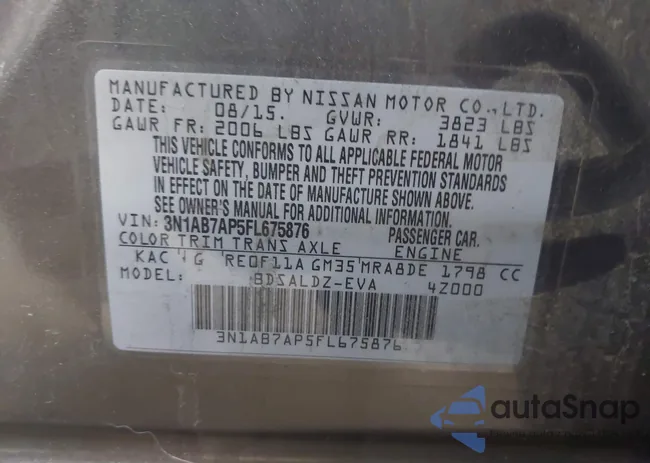 MANUFACTURED BY NISSAN MOTOR CO.,LTD.
DATE: 08/15. GVWR: 3823 LBS
GAWR FR: 2006 LBS GAWR RR: 1841 LBS
THIS VEHICLE CONFORMS TO ALL APPLICABLE FEDERAL MOTOR
VEHICLE SAFETY, BUMPER AND THEFT PREVENTION STANDARDS
IN EFFECT ON THE DATE OF MANUFACTURE SHOWN ABOVE.
SEE OWNER'S MANUAL FOR ADDITIONAL INFORMATION.
VIN: 3N1AB7AP5FL675876 PASSENGER CAR.
COLOR TRIM TRANS AXLE ENGINE
KAC G RE0F11A GM35 MRA8DE 1798 CC
MODEL: BDSALDZ-EVA 4Z000
3N1AB7AP5FL675876
autaSnap